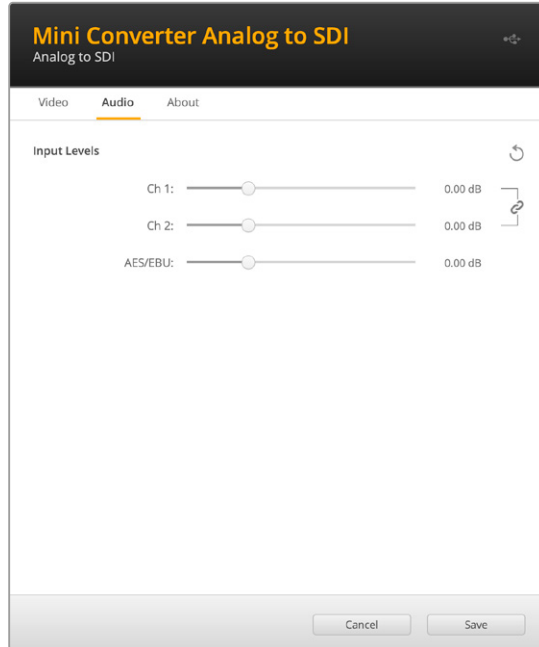 Mini Converter Analog to SDI
Analog to SDI
Video Audio About
Input Levels
Ch 1: 0.00 dB
Ch 2: 0.00 dB
AES/EBU: 0.00 dB
Cancel Save